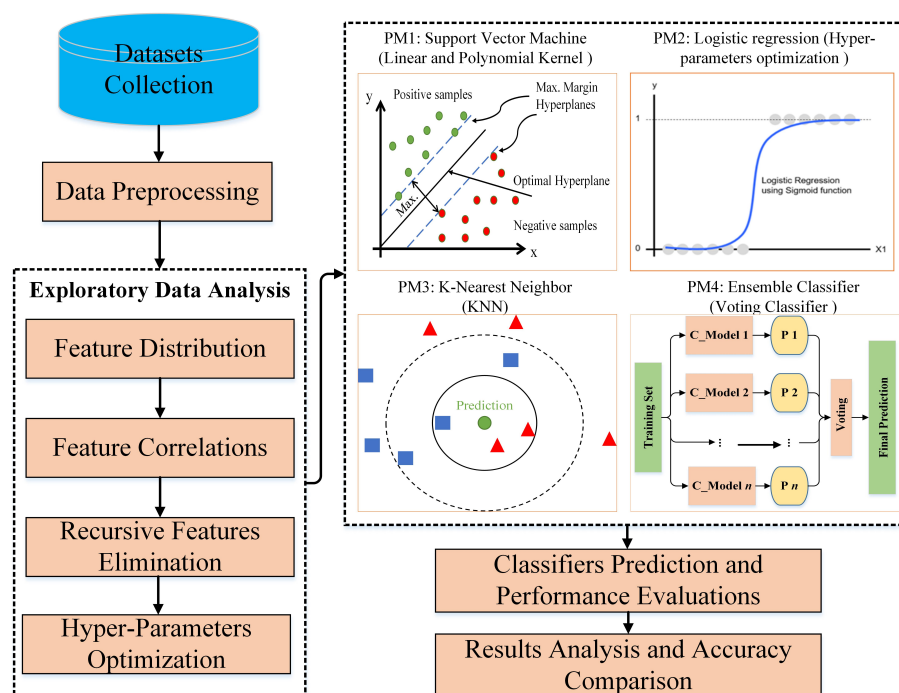 Datasets
Collection
Data Preprocessing
Exploratory Data Analysis
Feature Distribution
Feature Correlations
Recursive Features
Elimination
Hyper-Parameters
Optimization
PM1: Support Vector Machine
(Linear and Polynomial Kernel )
y
Positive samples
Max. Margin
Hyperplanes
Optimal Hyperplane
Max.
Negative samples
x
PM2: Logistic regression (Hyper-
parameters optimization )
y
1
Logistic Regression
using Sigmoid function
0
X1
PM3: K-Nearest Neighbor
(KNN)
Prediction
PM4: Ensemble Classifier
(Voting Classifier )
Training Set
C_Model 1
P 1
C_Model 2
P 2
⋮
⋮
C_Model n
P n
Voting
Final Prediction
Classifiers Prediction and
Performance Evaluations
Results Analysis and Accuracy
Comparison